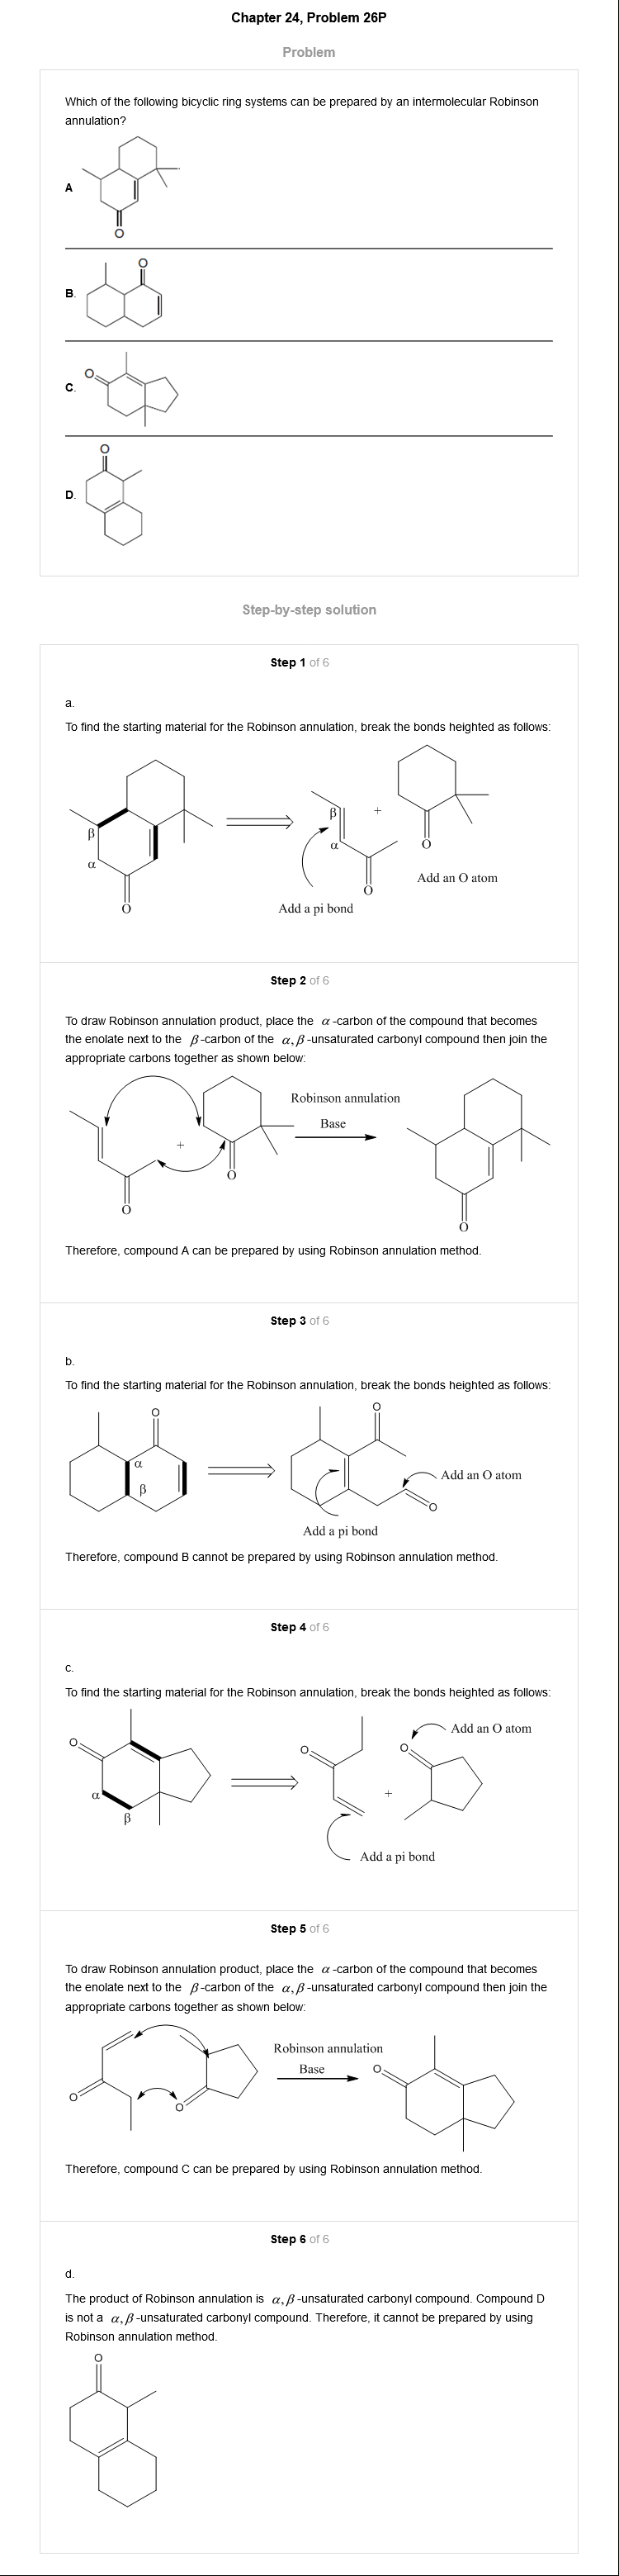 Chapter 24, Problem 26P
Problem
Which of the following bicyclic ring systems can be prepared by an intermolecular Robinson
annulation?
A
O
O
B.
O
C.
O
D.
Step-by-step solution
Step 1 of 6
a.
To find the starting material for the Robinson annulation, break the bonds heighted as follows:
β
α
O
β
α
+
O
O
Add an O atom
Add a pi bond
Step 2 of 6
To draw Robinson annulation product, place the α -carbon of the compound that becomes
the enolate next to the β -carbon of the α, β -unsaturated carbonyl compound then join the
appropriate carbons together as shown below:
Robinson annulation
Base
+
O
O
O
Therefore, compound A can be prepared by using Robinson annulation method.
Step 3 of 6
b.
To find the starting material for the Robinson annulation, break the bonds heighted as follows:
O
O
α
β
Add an O atom
O
Add a pi bond
Therefore, compound B cannot be prepared by using Robinson annulation method.
Step 4 of 6
c.
To find the starting material for the Robinson annulation, break the bonds heighted as follows:
Add an O atom
O
O
O
α
β
+
Add a pi bond
Step 5 of 6
To draw Robinson annulation product, place the α -carbon of the compound that becomes
the enolate next to the β -carbon of the α, β -unsaturated carbonyl compound then join the
appropriate carbons together as shown below:
Robinson annulation
Base
O
O
O
Therefore, compound C can be prepared by using Robinson annulation method.
Step 6 of 6
d.
The product of Robinson annulation is α, β -unsaturated carbonyl compound. Compound D
is not a α, β -unsaturated carbonyl compound. Therefore, it cannot be prepared by using
Robinson annulation method.
O